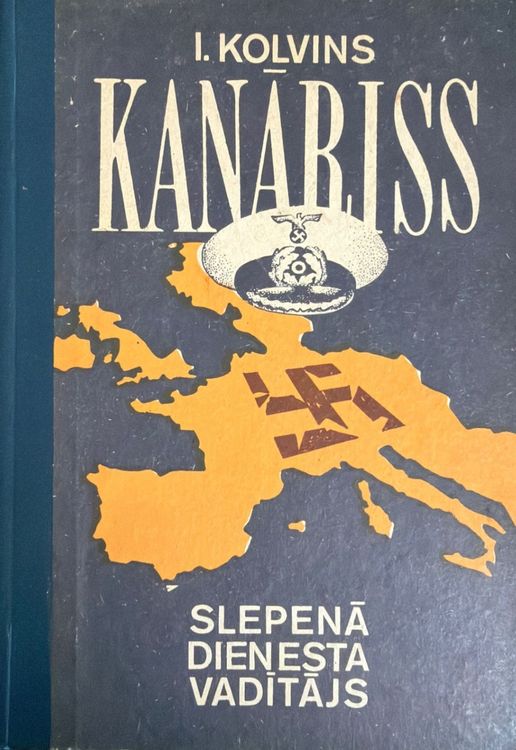 I. KOLVINS
KANĀRISS
SLEPENĀ
DIENESTA
VADĪTĀJS